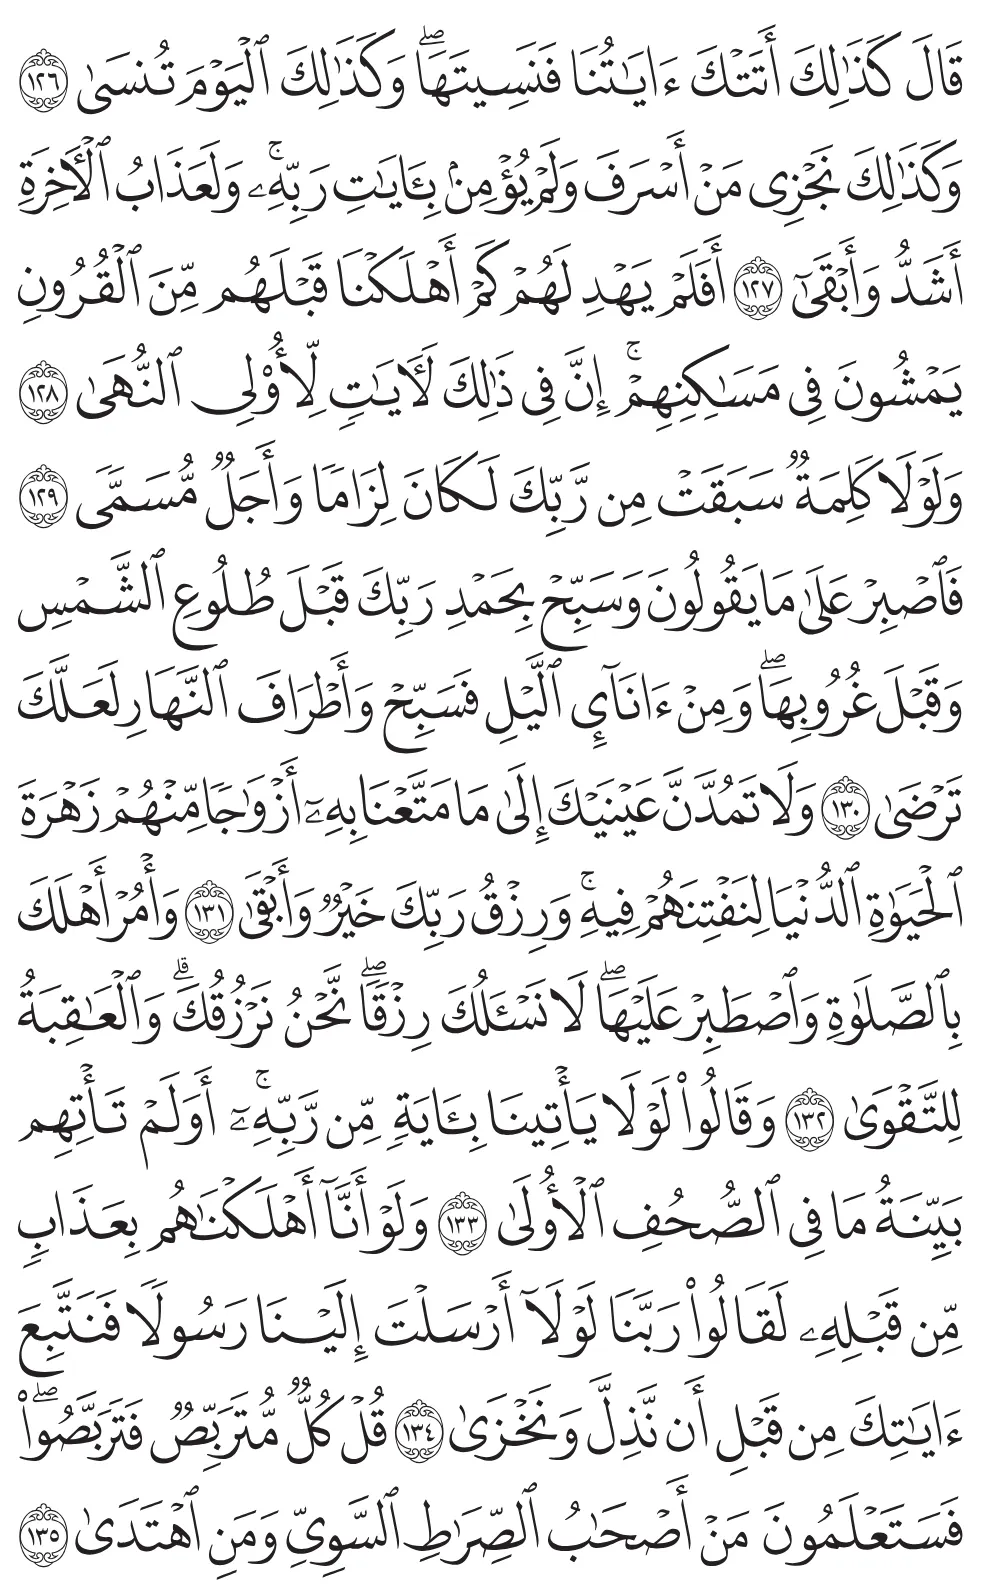 قَالَ كَذَٰلِكَ أَتَتۡكَ ءَايَٰتُنَا فَنَسِيتَهَاۖ وَكَذَٰلِكَ ٱلۡيَوۡمَ تُنسَىٰ ١٢٦
وَكَذَٰلِكَ نَجۡزِي مَنۡ أَسۡرَفَ وَلَمۡ يُؤۡمِنۢ بِـَٔايَٰتِ رَبِّهِۦۚ وَلَعَذَابُ ٱلۡأٓخِرَةِ
أَشَدُّ وَأَبۡقَىٰٓ ١٢٧ أَفَلَمۡ يَهۡدِ لَهُمۡ كَمۡ أَهۡلَكۡنَا قَبۡلَهُم مِّنَ ٱلۡقُرُونِ
يَمۡشُونَ فِي مَسَٰكِنِهِمۡۚ إِنَّ فِي ذَٰلِكَ لَأٓيَٰتٖ لِّأُوْلِي ٱلنُّهَىٰ ١٢٨
وَلَوۡلَا كَلِمَةٞ سَبَقَتۡ مِن رَّبِّكَ لَكَانَ لِزَامٗا وَأَجَلٞ مُّسَمّٗى ١٢٩
فَٱصۡبِرۡ عَلَىٰ مَا يَقُولُونَ وَسَبِّحۡ بِحَمۡدِ رَبِّكَ قَبۡلَ طُلُوعِ ٱلشَّمۡسِ
وَقَبۡلَ غُرُوبِهَاۖ وَمِنۡ ءَانَآيِٕ ٱلَّيۡلِ فَسَبِّحۡ وَأَطۡرَافَ ٱلنَّهَارِ لَعَلَّكَ
تَرۡضَىٰ ١٣٠ وَلَا تَمُدَّنَّ عَيۡنَيۡكَ إِلَىٰ مَا مَتَّعۡنَا بِهِۦٓ أَزۡوَٰجٗا مِّنۡهُمۡ زَهۡرَةَ
ٱلۡحَيَوٰةِ ٱلدُّنۡيَا لِنَفۡتِنَهُمۡ فِيهِۚ وَرِزۡقُ رَبِّكَ خَيۡرٞ وَأَبۡقَىٰ ١٣١ وَأۡمُرۡ أَهۡلَكَ
بِٱلصَّلَوٰةِ وَٱصۡطَبِرۡ عَلَيۡهَاۖ لَا نَسۡـَٔلُكَ رِزۡقٗاۖ نَّحۡنُ نَرۡزُقُكَۗ وَٱلۡعَٰقِبَةُ
لِلتَّقۡوَىٰ ١٣٢ وَقَالُواْ لَوۡلَا يَأۡتِينَا بِـَٔايَةٖ مِّن رَّبِّهِۦٓۚ أَوَلَمۡ تَأۡتِهِم
بَيِّنَةُ مَا فِي ٱلصُّحُفِ ٱلۡأُولَىٰ ١٣٣ وَلَوۡ أَنَّآ أَهۡلَكۡنَٰهُم بِعَذَابٖ
مِّن قَبۡلِهِۦ لَقَالُواْ رَبَّنَا لَوۡلَآ أَرۡسَلۡتَ إِلَيۡنَا رَسُولٗا فَنَتَّبِعَ
ءَايَٰتِكَ مِن قَبۡلِ أَن نَّذِلَّ وَنَخۡزَىٰ ١٣٤ قُلۡ كُلّٞ مُّتَرَبِّصٞ فَتَرَبَّصُواْۖ
فَسَتَعۡلَمُونَ مَنۡ أَصۡحَٰبُ ٱلصِّرَٰطِ ٱلسَّوِيِّ وَمَنِ ٱهۡتَدَىٰ ١٣٥